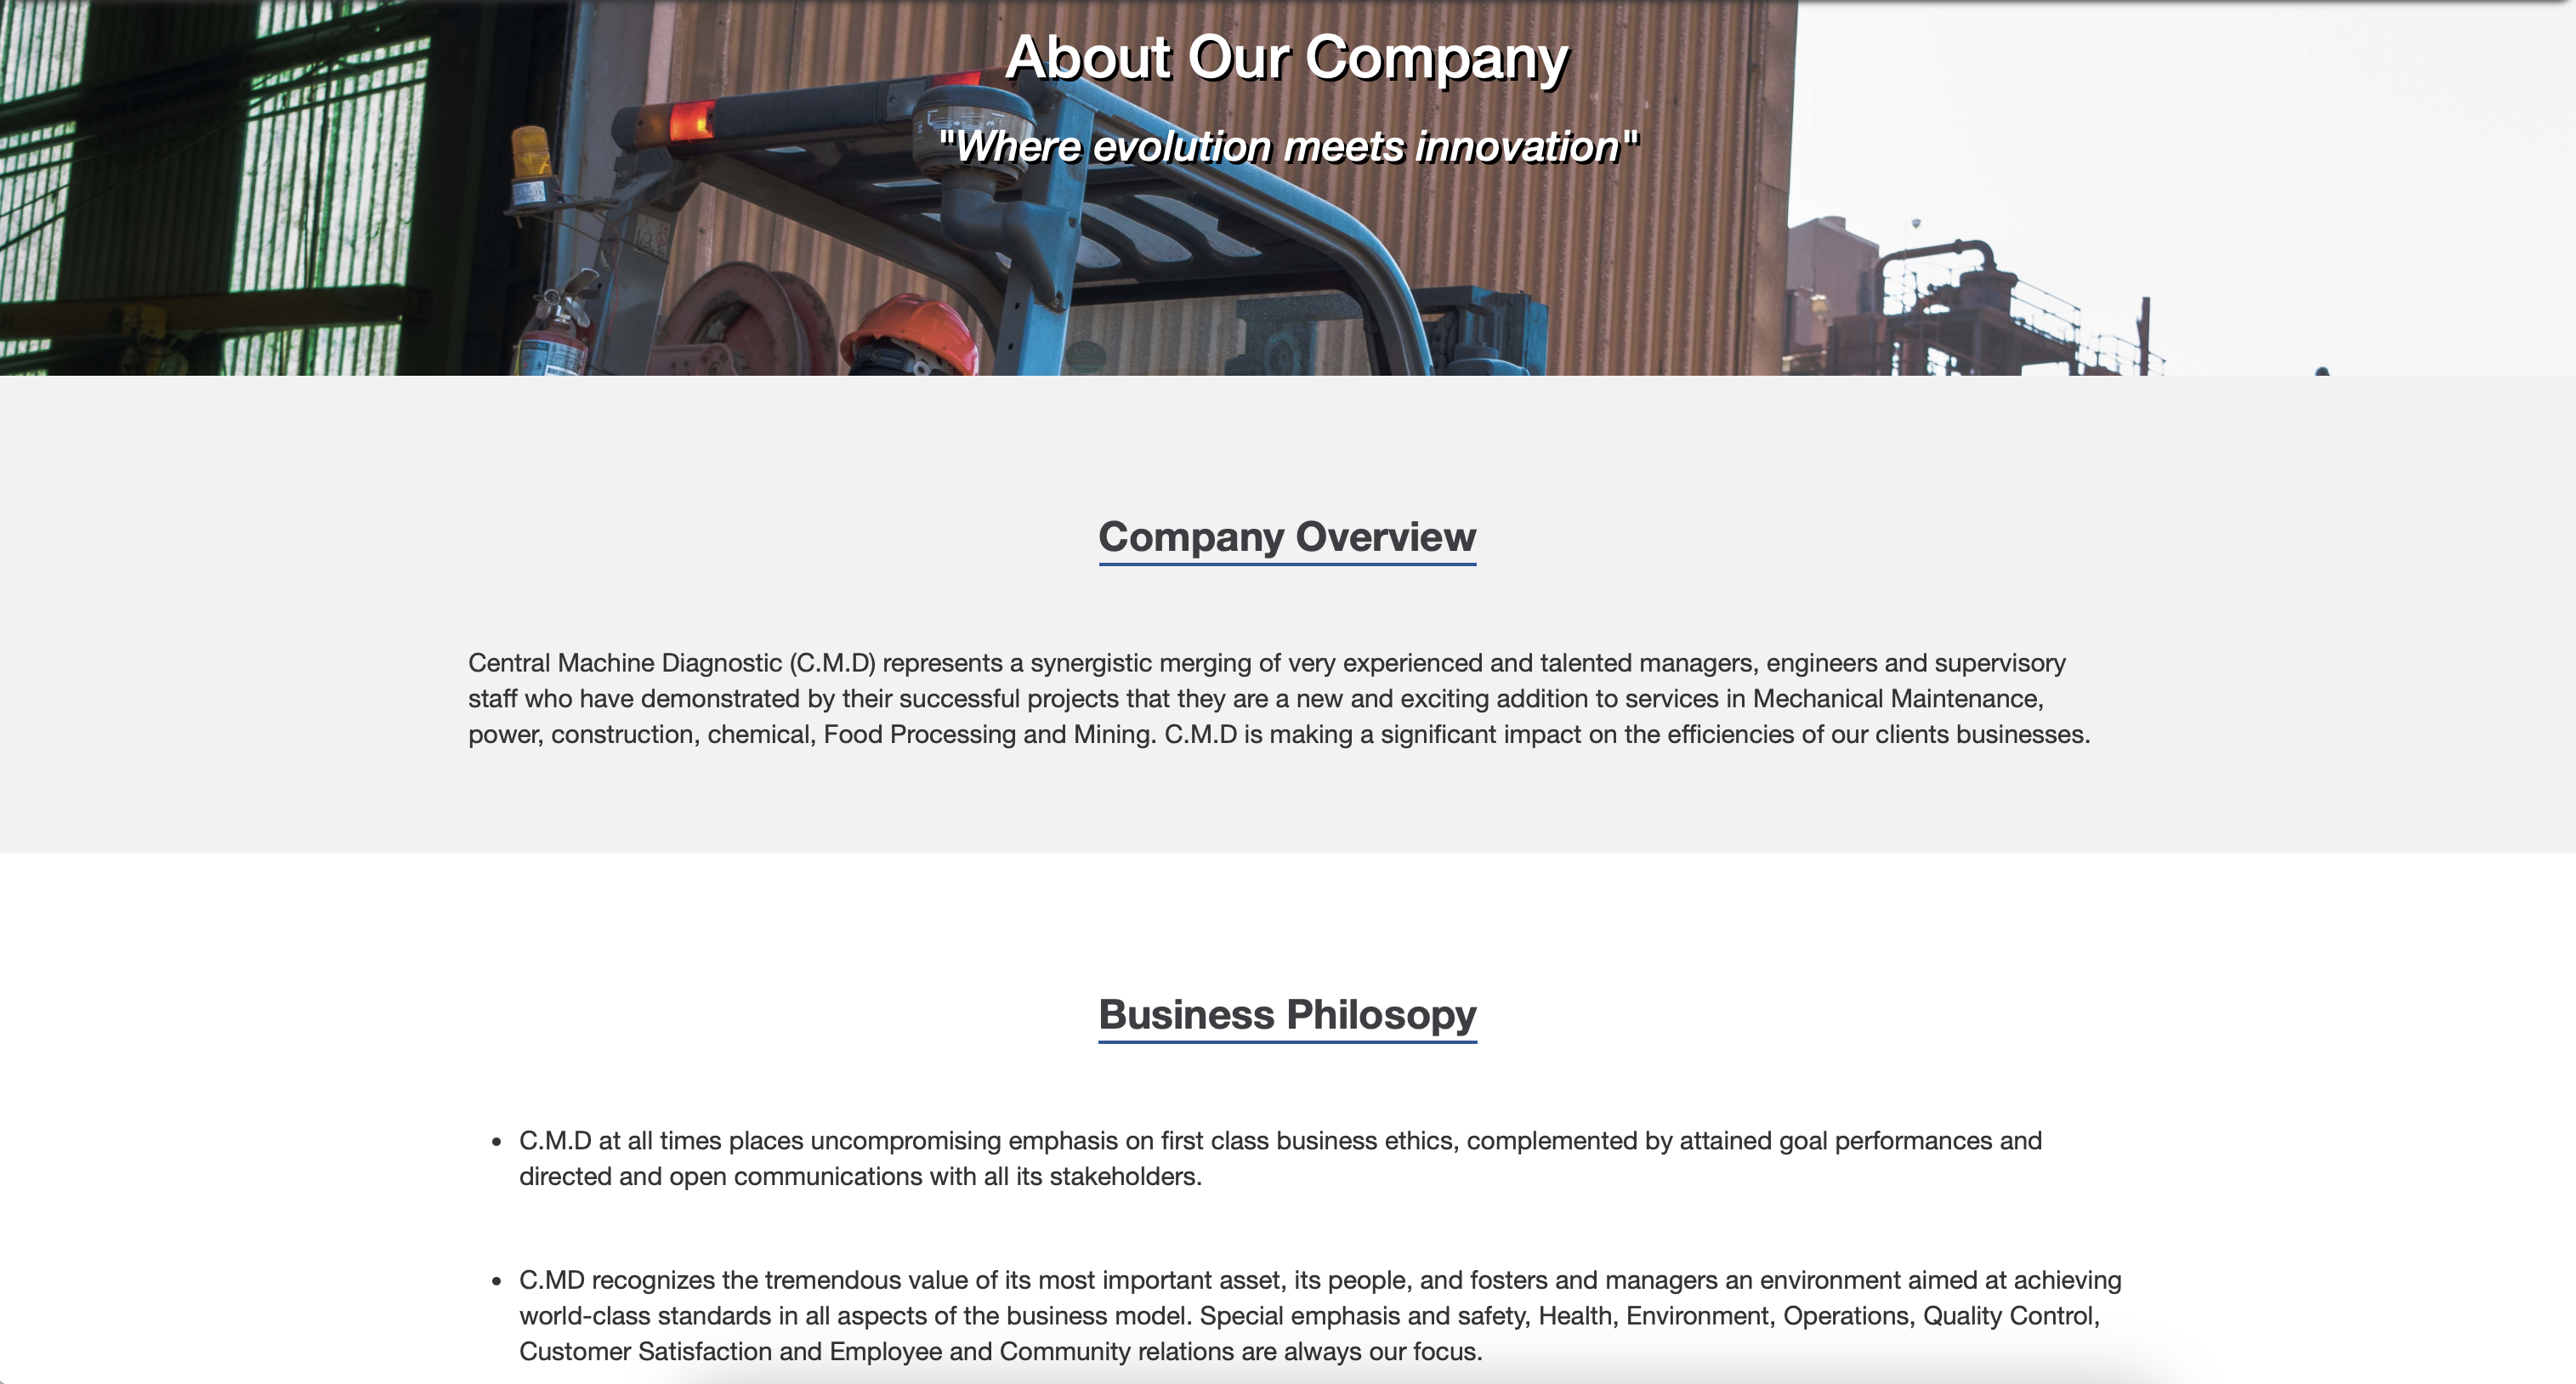 About Our Company
"Where evolution meets innovation"
Company Overview
Central Machine Diagnostic (C.M.D) represents a synergistic merging of very experienced and talented managers, engineers and supervisory
staff who have demonstrated by their successful projects that they are a new and exciting addition to services in Mechanical Maintenance,
power, construction, chemical, Food Processing and Mining. C.M.D is making a significant impact on the efficiencies of our clients businesses.
Business Philosopy
• C.M.D at all times places uncompromising emphasis on first class business ethics, complemented by attained goal performances and
directed and open communications with all its stakeholders.
• C.MD recognizes the tremendous value of its most important asset, its people, and fosters and managers an environment aimed at achieving
world-class standards in all aspects of the business model. Special emphasis and safety, Health, Environment, Operations, Quality Control,
Customer Satisfaction and Employee and Community relations are always our focus.